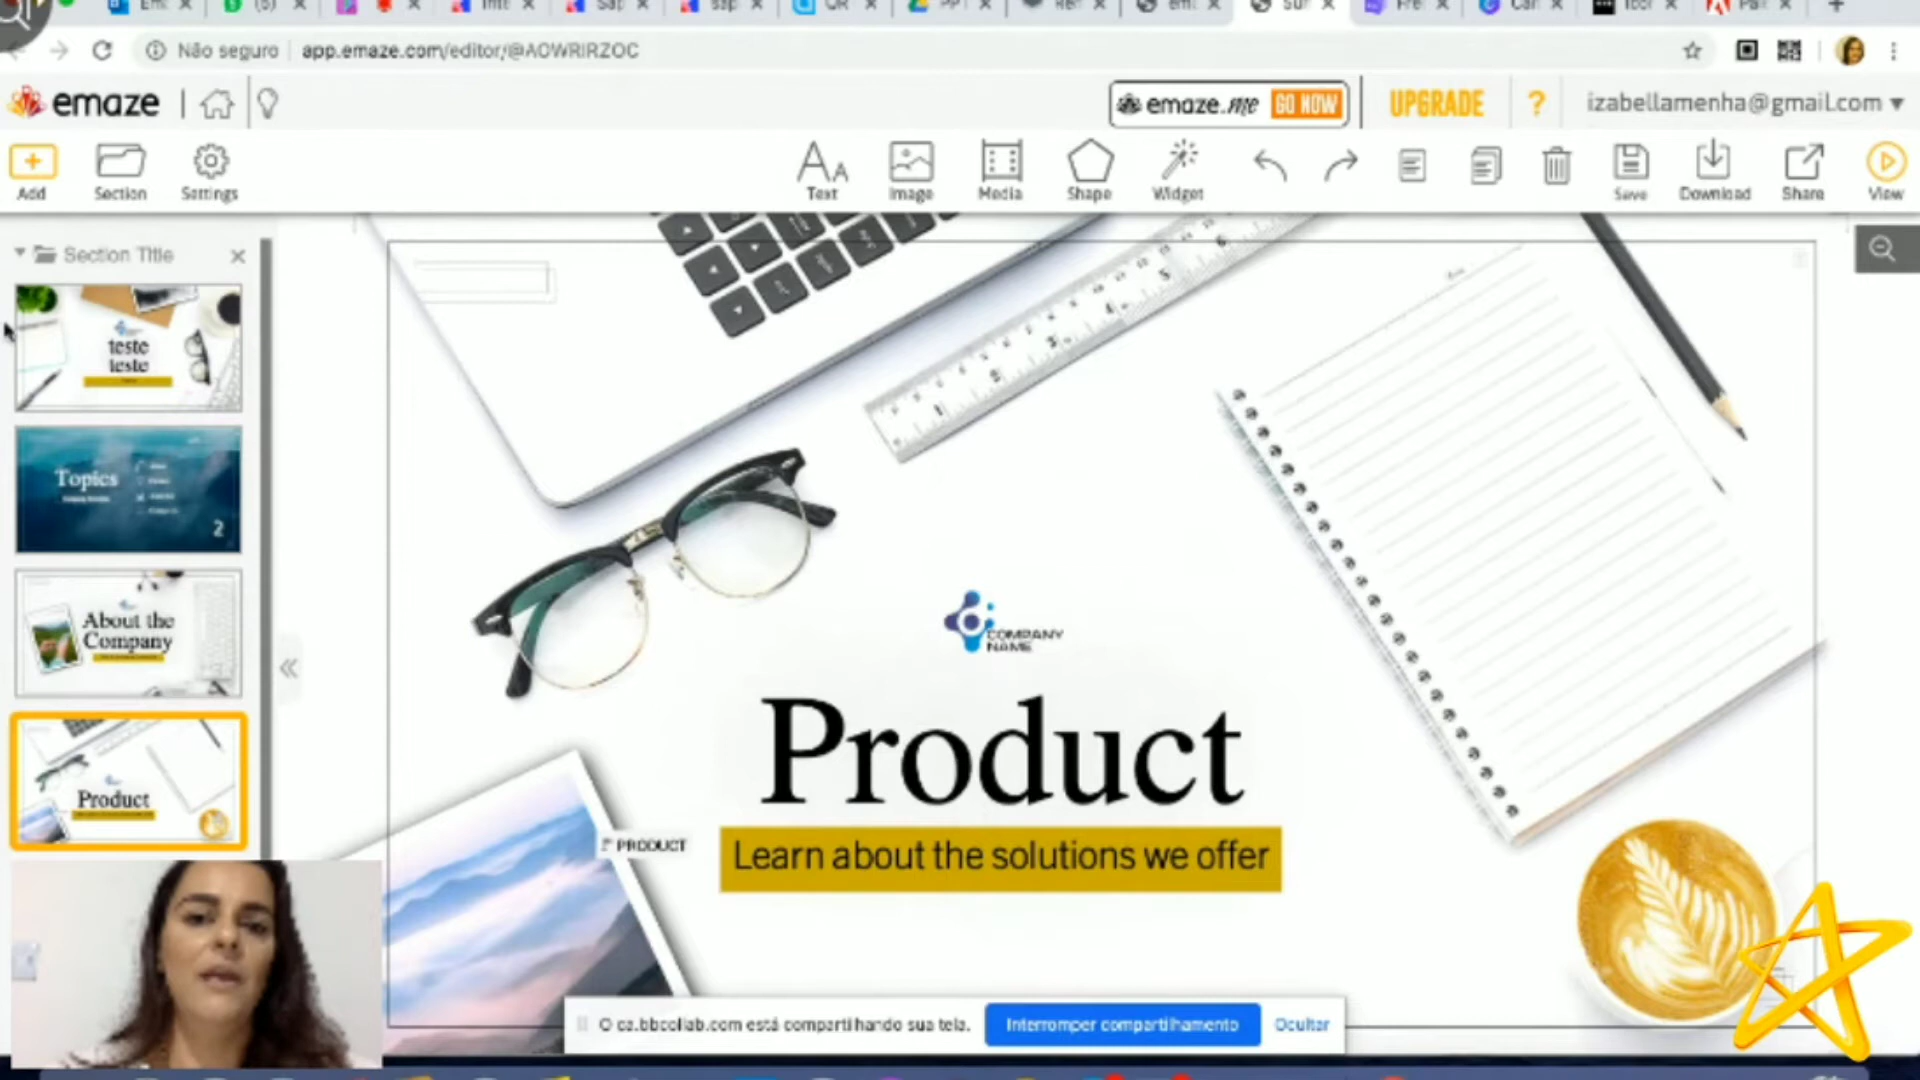 Não seguro app.emaze.com/editor/@AOWRIRZOC
emaze
emaze.me GO NOW
UPGRADE
?
izabellamenha@gmail.com
Add
Section
Settings
Text
Image
Media
Shape
Widget
Save
Download
Share
View
Section Title
teste
teste
Topics
2
About the
Company
Product
COMPANY
NAME
Product
PRODUCT
Learn about the solutions we offer
O ca.bbcollab.com está compartilhando sua tela.
Interromper compartilhamento
Ocultar